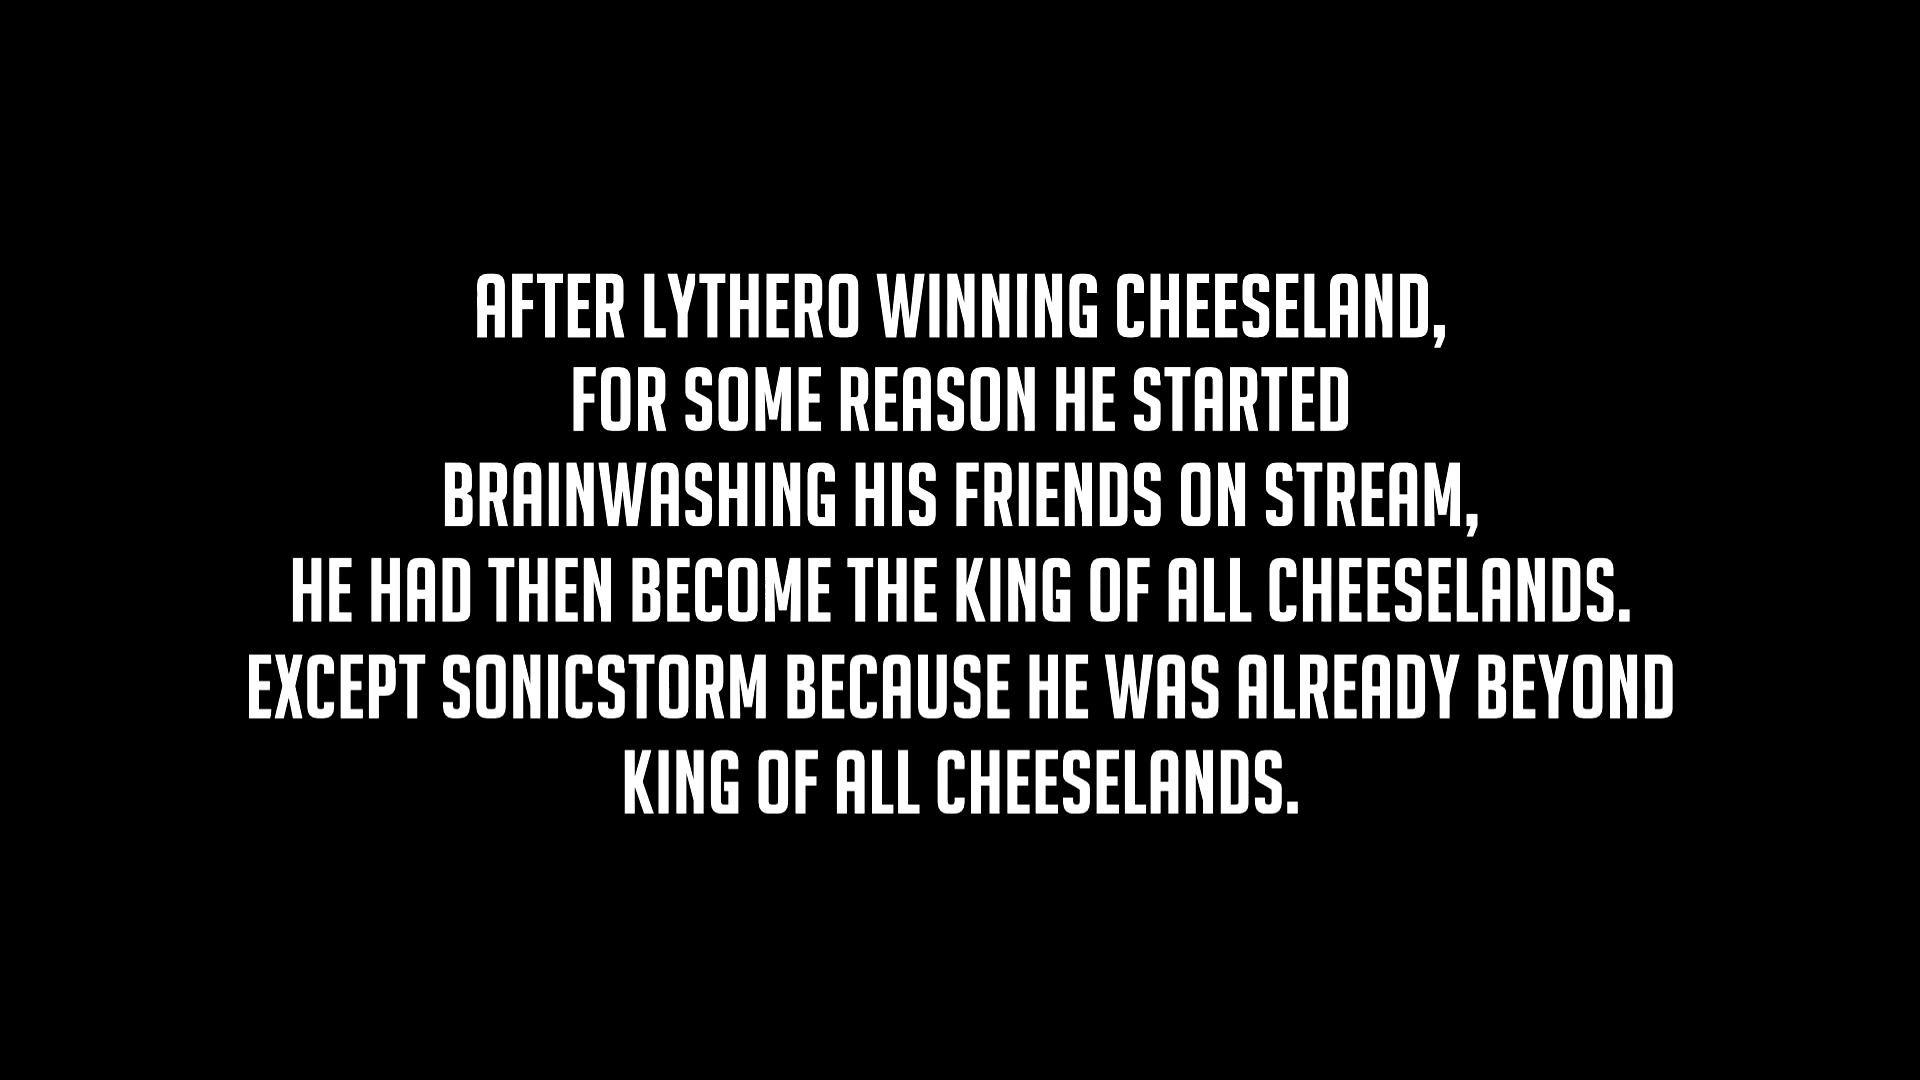 AFTER LYTHERO WINNING CHEESELAND,
FOR SOME REASON HE STARTED
BRAINWASHING HIS FRIENDS ON STREAM,
HE HAD THEN BECOME THE KING OF ALL CHEESELANDS.
EXCEPT SONICSTORM BECAUSE HE WAS ALREADY BEYOND
KING OF ALL CHEESELANDS.